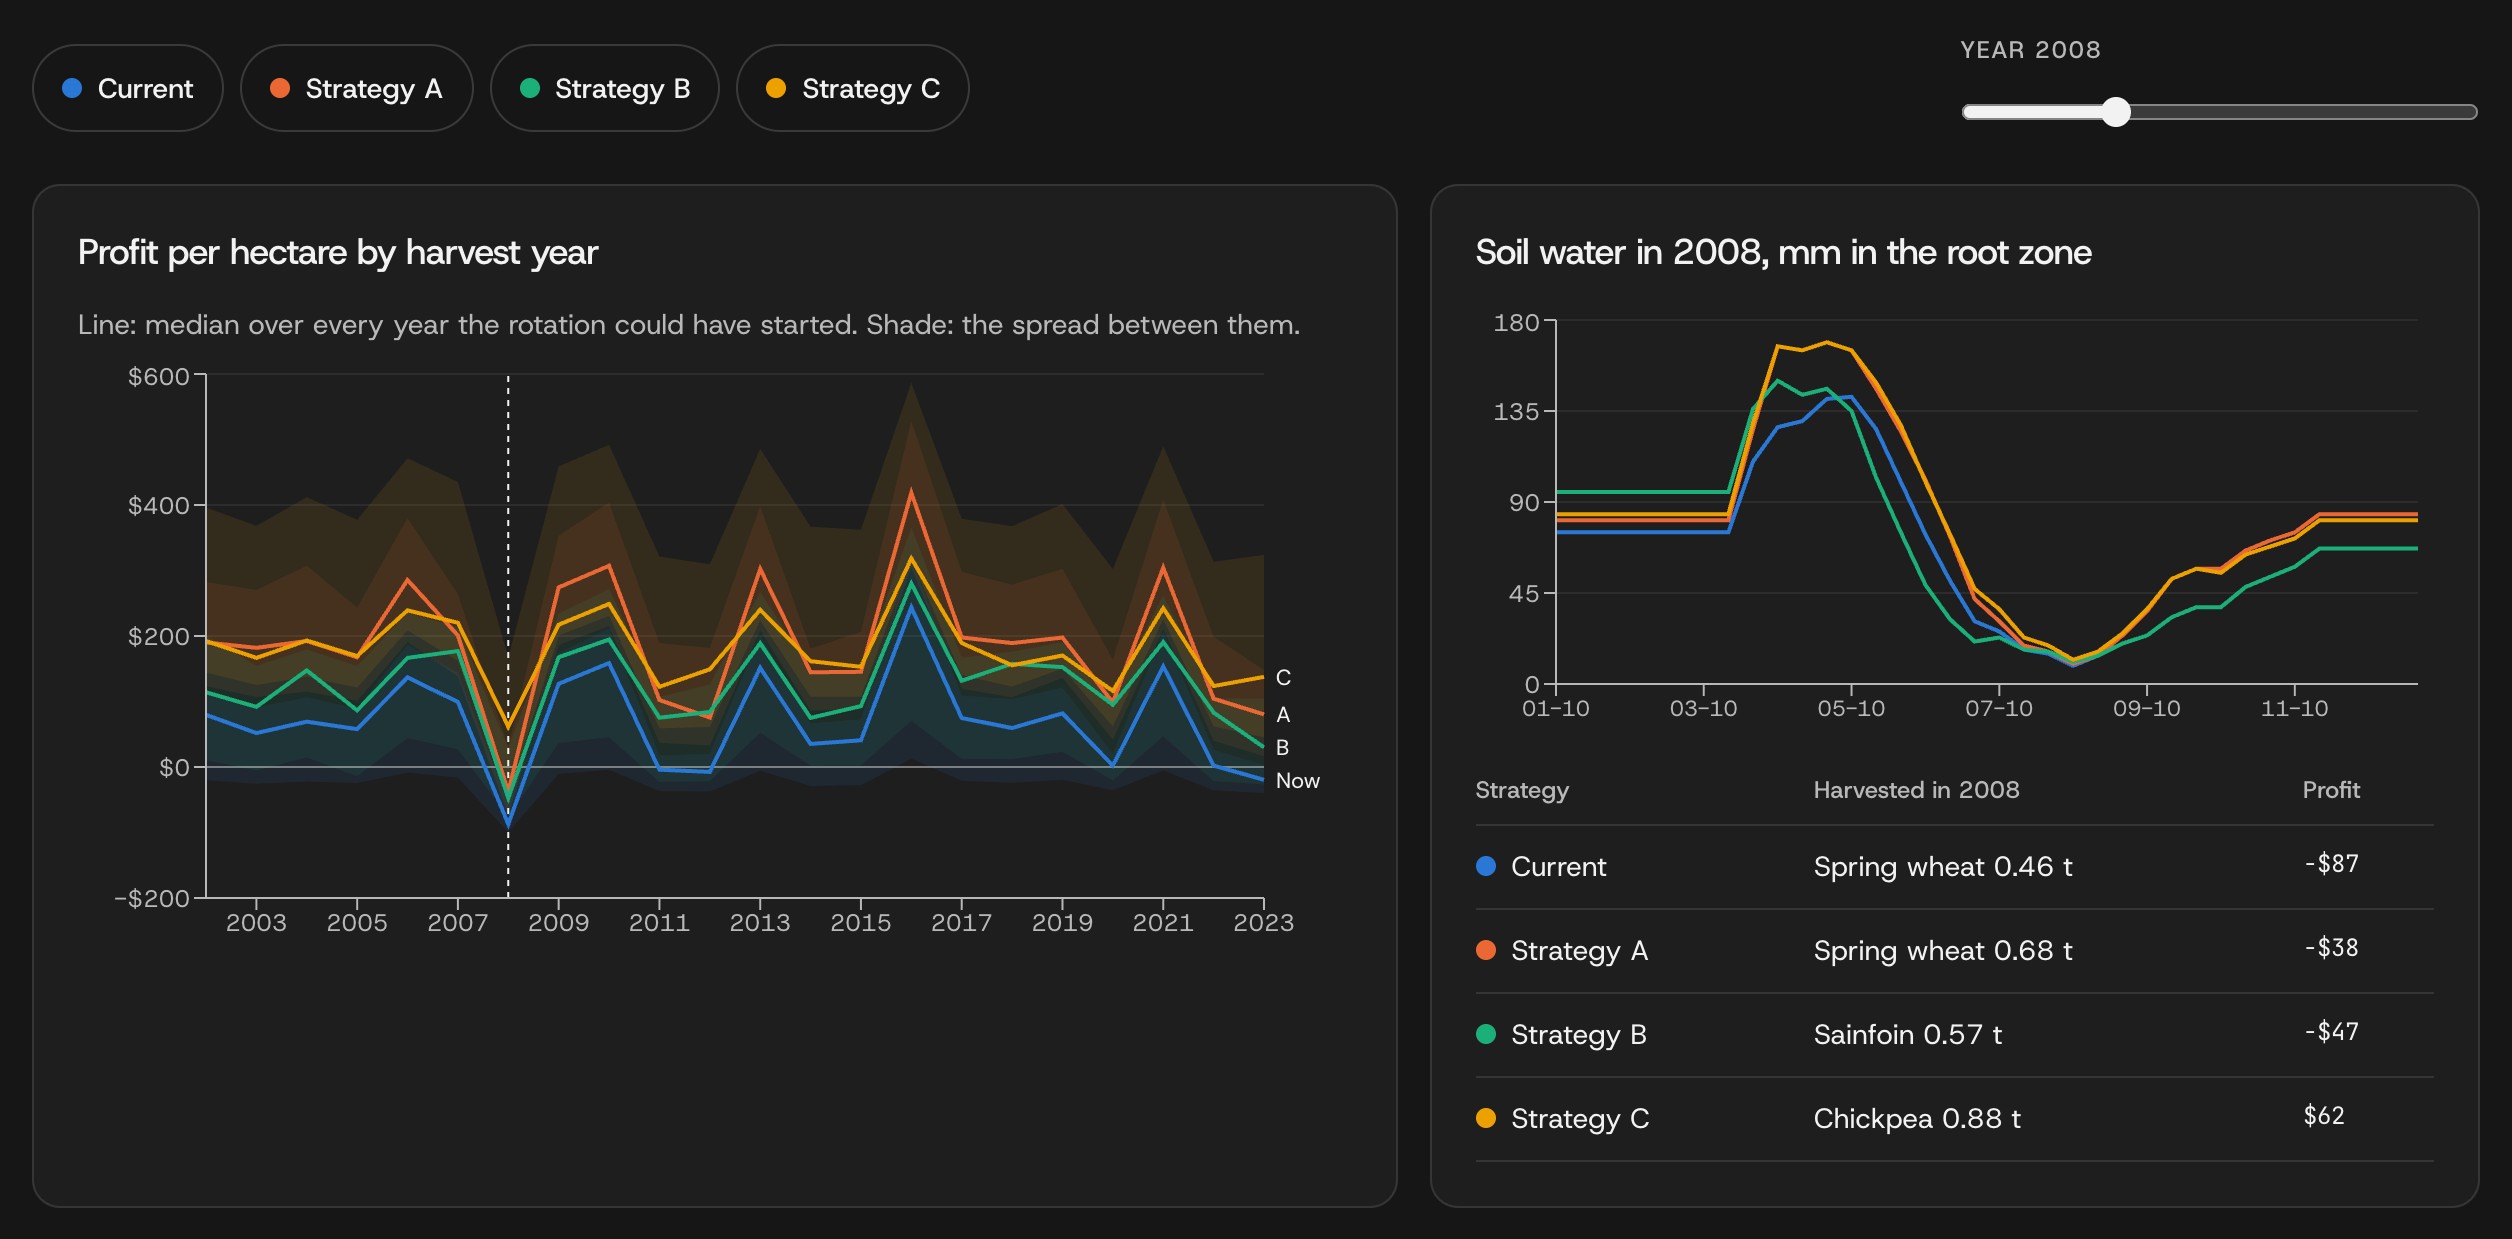 Current
Strategy A
Strategy B
Strategy C
YEAR 2008
Profit per hectare by harvest year
Line: median over every year the rotation could have started. Shade: the spread between them.
$600
$400
$200
$0
−$200
2003 2005 2007 2009 2011 2013 2015 2017 2019 2021 2023
C
A
B
Now
Soil water in 2008, mm in the root zone
180
135
90
45
0
01-10 03-10 05-10 07-10 09-10 11-10
Strategy Harvested in 2008 Profit
Current Spring wheat 0.46 t -$87
Strategy A Spring wheat 0.68 t -$38
Strategy B Sainfoin 0.57 t -$47
Strategy C Chickpea 0.88 t $62